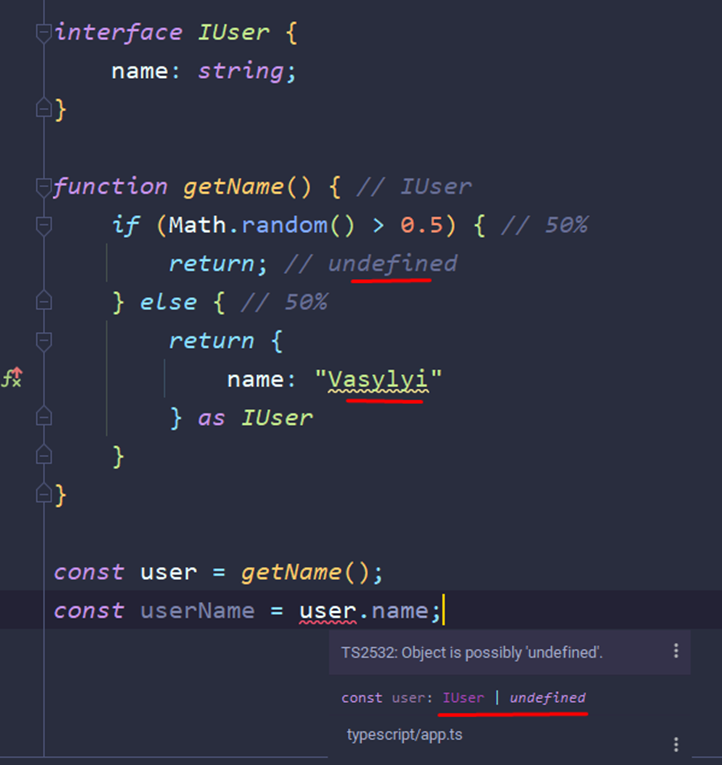 interface IUser {
name: string;
}
function getName() { // IUser
if (Math.random() > 0.5) { // 50%
return; // undefined
} else { // 50%
return {
name: "Vasylyi"
} as IUser
}
}
const user = getName();
const userName = user.name;
TS2532: Object is possibly 'undefined'.
const user: IUser | undefined
typescript/app.ts